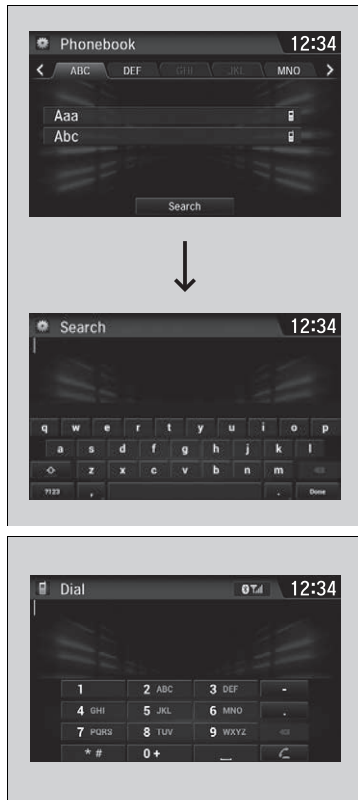 Phonebook 12:34
ABC DEF GHI JKL MNO
Aaa
Abc
Search
Search 12:34
q w e r t y u i o p
a s d f g h j k l
z x c v b n m
?123 , . Done
Dial 12:34
1 2 ABC 3 DEF -
4 GHI 5 JKL 6 MNO .
7 PQRS 8 TUV 9 WXYZ
* # 0 + _